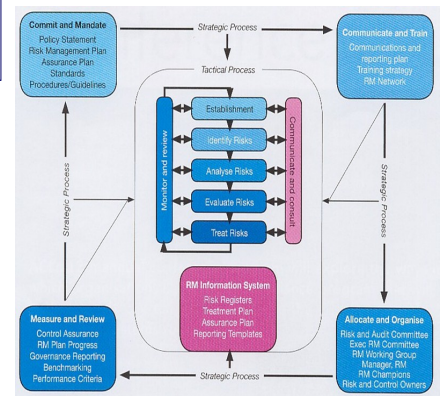 Commit and Mandate
Policy Statement
Risk Management Plan
Assurance Plan
Standards
Procedures/Guidelines
Strategic Process
Communicate and Train
Communications and
reporting plan
Training strategy
RM Network
Tactical Process
Establishment
Identify Risks
Analyse Risks
Evaluate Risks
Treat Risks
Monitor and review
Communicate and consult
Strategic Process
Strategic Process
RM Information System
Risk Registers
Treatment Plan
Assurance Plan
Reporting Templates
Measure and Review
Control Assurance
RM Plan Progress
Governance Reporting
Benchmarking
Performance Criteria
Strategic Process
Allocate and Organise
Risk and Audit Committee
Exec RM Committee
RM Working Group
Manager, RM
RM Champions
Risk and Control Owners